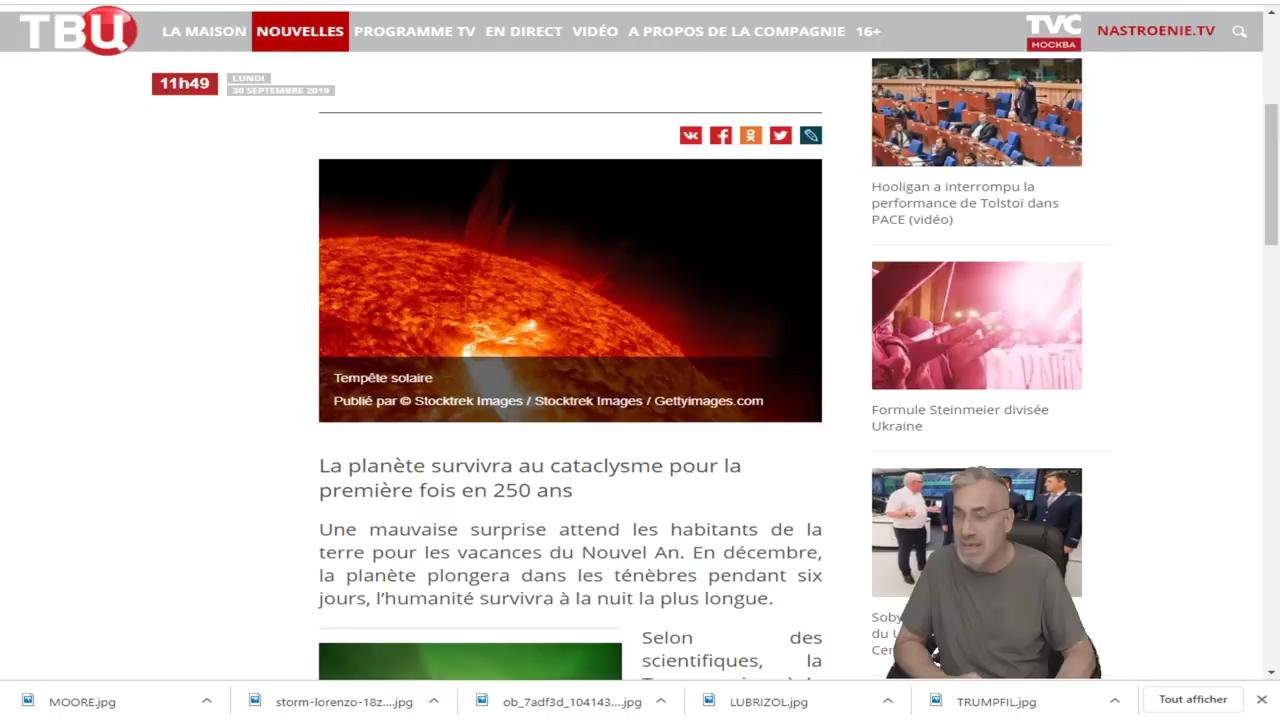 ТВЦ
LA MAISON
NOUVELLES
PROGRAMME TV
EN DIRECT
VIDÉO
A PROPOS DE LA COMPAGNIE
16+
TVC
МОСКВА
NASTROENIE.TV
11h49
LUNDI
30 SEPTEMBRE 2019
Tempête solaire
Publié par © Stocktrek Images / Stocktrek Images / Gettyimages.com
La planète survivra au cataclysme pour la
première fois en 250 ans
Une mauvaise surprise attend les habitants de la
terre pour les vacances du Nouvel An. En décembre,
la planète plongera dans les ténèbres pendant six
jours, l’humanité survivra à la nuit la plus longue.
Selon des
scientifiques, la
Hooligan a interrompu la
performance de Tolstoï dans
PACE (vidéo)
Formule Steinmeier divisée
Ukraine
du
MOORE.jpg
storm-lorenzo-18z....jpg
ob_7adf3d_104143....jpg
LUBRIZOL.jpg
TRUMPFIL.jpg
Tout afficher